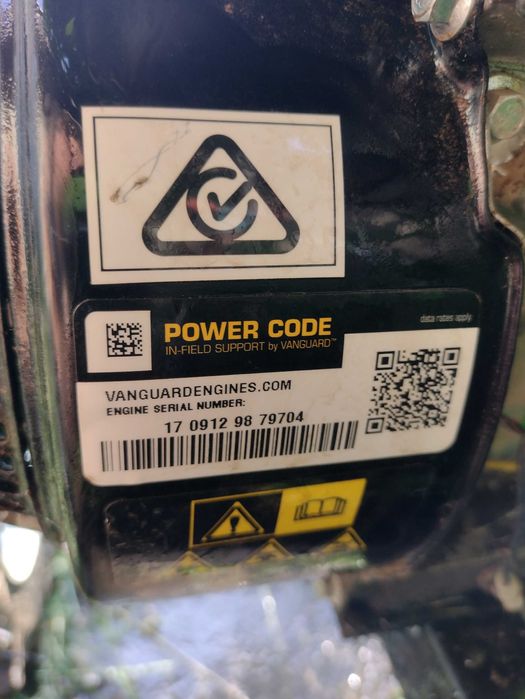 POWER CODE
IN-FIELD SUPPORT by VANGUARD™
data rates apply.
VANGUARDENGINES.COM
ENGINE SERIAL NUMBER:
17 0912 98 79704